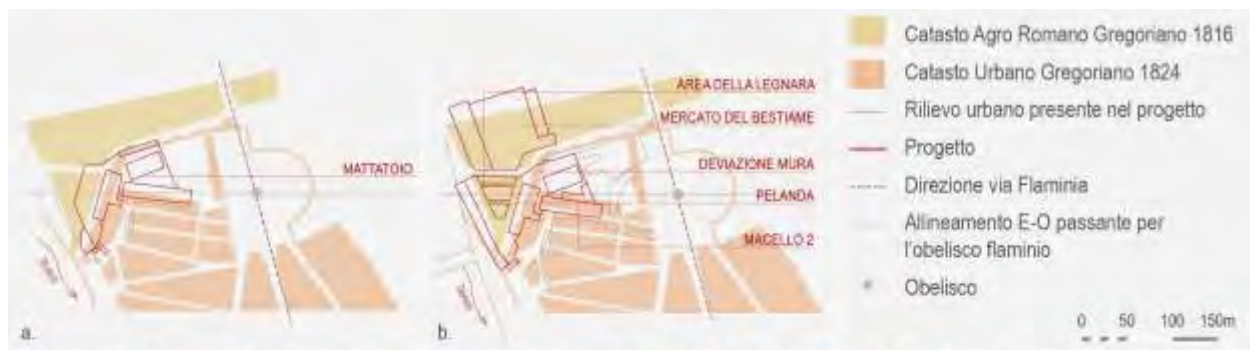 MATTATOIO
a.
AREA DELLA LEGNARA
MERCATO DEL BESTIAME
DEVIAZIONE MURA
PELANDA
MACELLO 2
b.
Catasto Agro Romano Gregoriano 1816
Catasto Urbano Gregoriano 1824
Rilievo urbano presente nel progetto
Progetto
Direzione via Flaminia
Allineamento E-O passante per
l'obelisco flaminio
Obelisco
0 50 100 150m